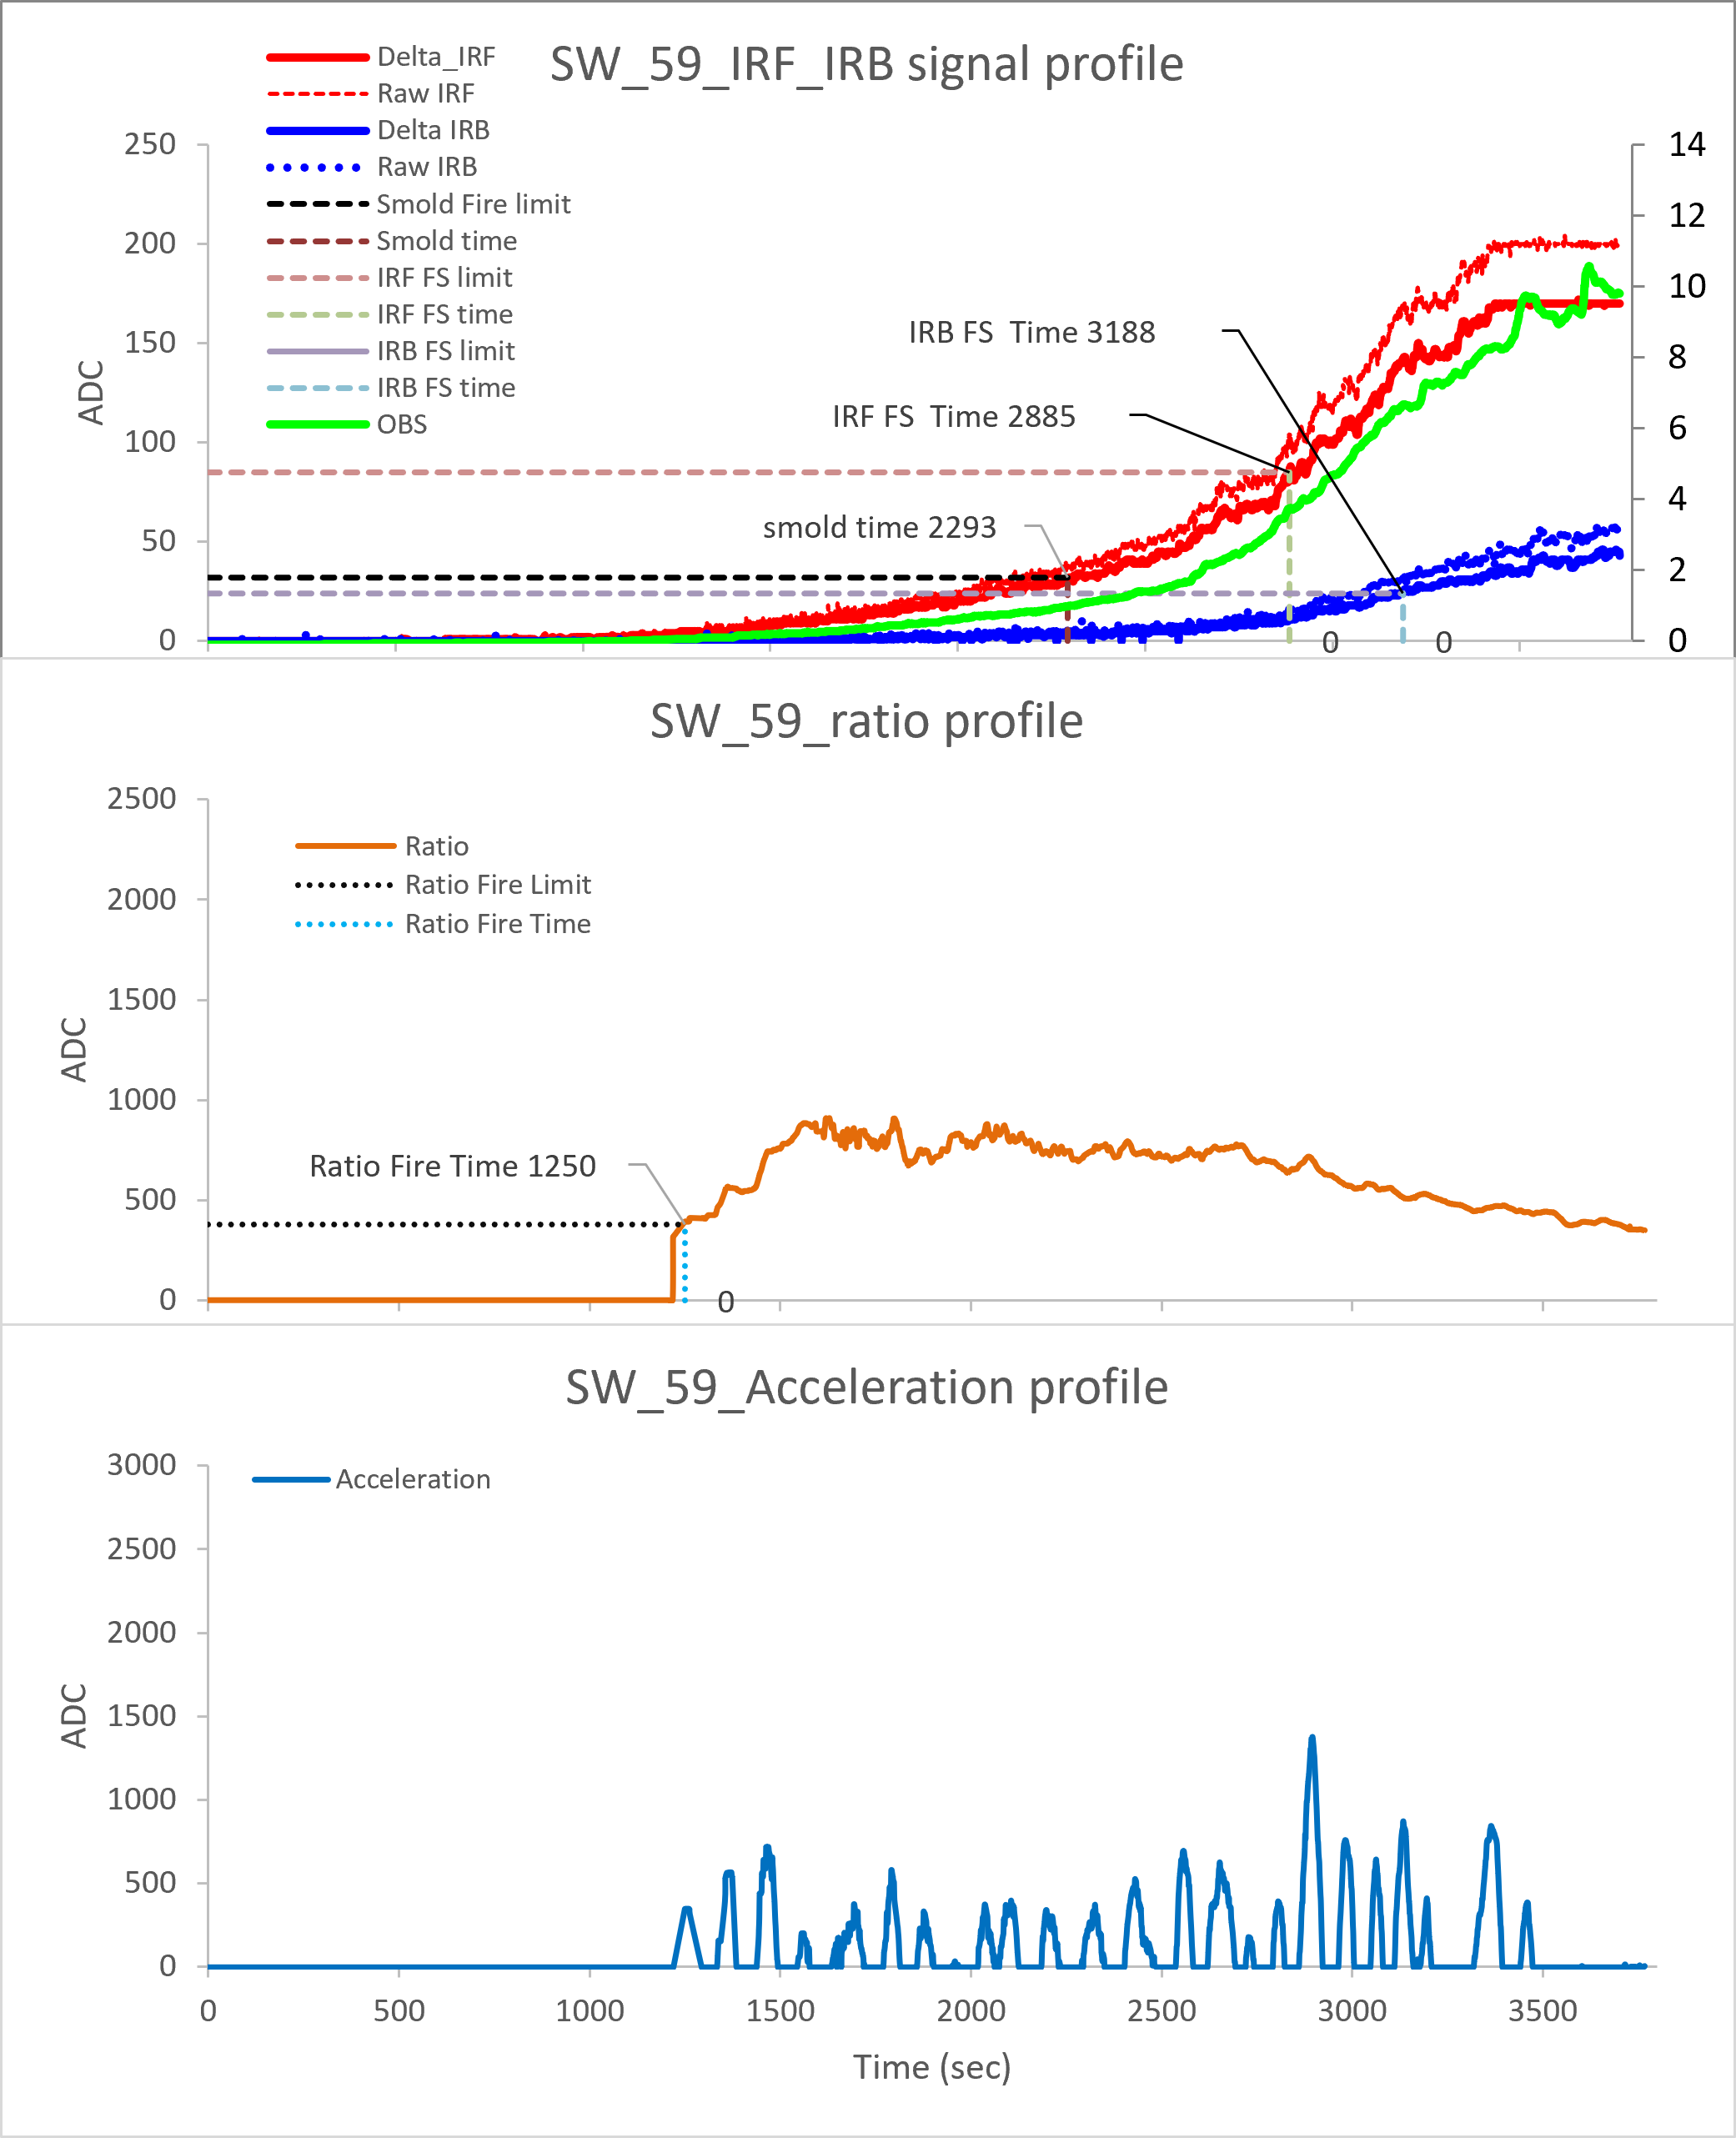 SW_59_IRF_IRB signal profile
Delta_IRF
Raw IRF
Delta IRB
Raw IRB
Smold Fire limit
Smold time
IRF FS limit
IRF FS time
IRB FS limit
IRB FS time
OBS
250
200
150
100
50
0
ADC
14
12
10
8
6
4
2
0
IRB FS  Time 3188
IRF FS  Time 2885
smold time 2293
0
0
SW_59_ratio profile
2500
2000
1500
1000
500
0
ADC
Ratio
Ratio Fire Limit
Ratio Fire Time
Ratio Fire Time 1250
0
SW_59_Acceleration profile
3000
2500
2000
1500
1000
500
0
ADC
Acceleration
0 500 1000 1500 2000 2500 3000 3500
Time (sec)